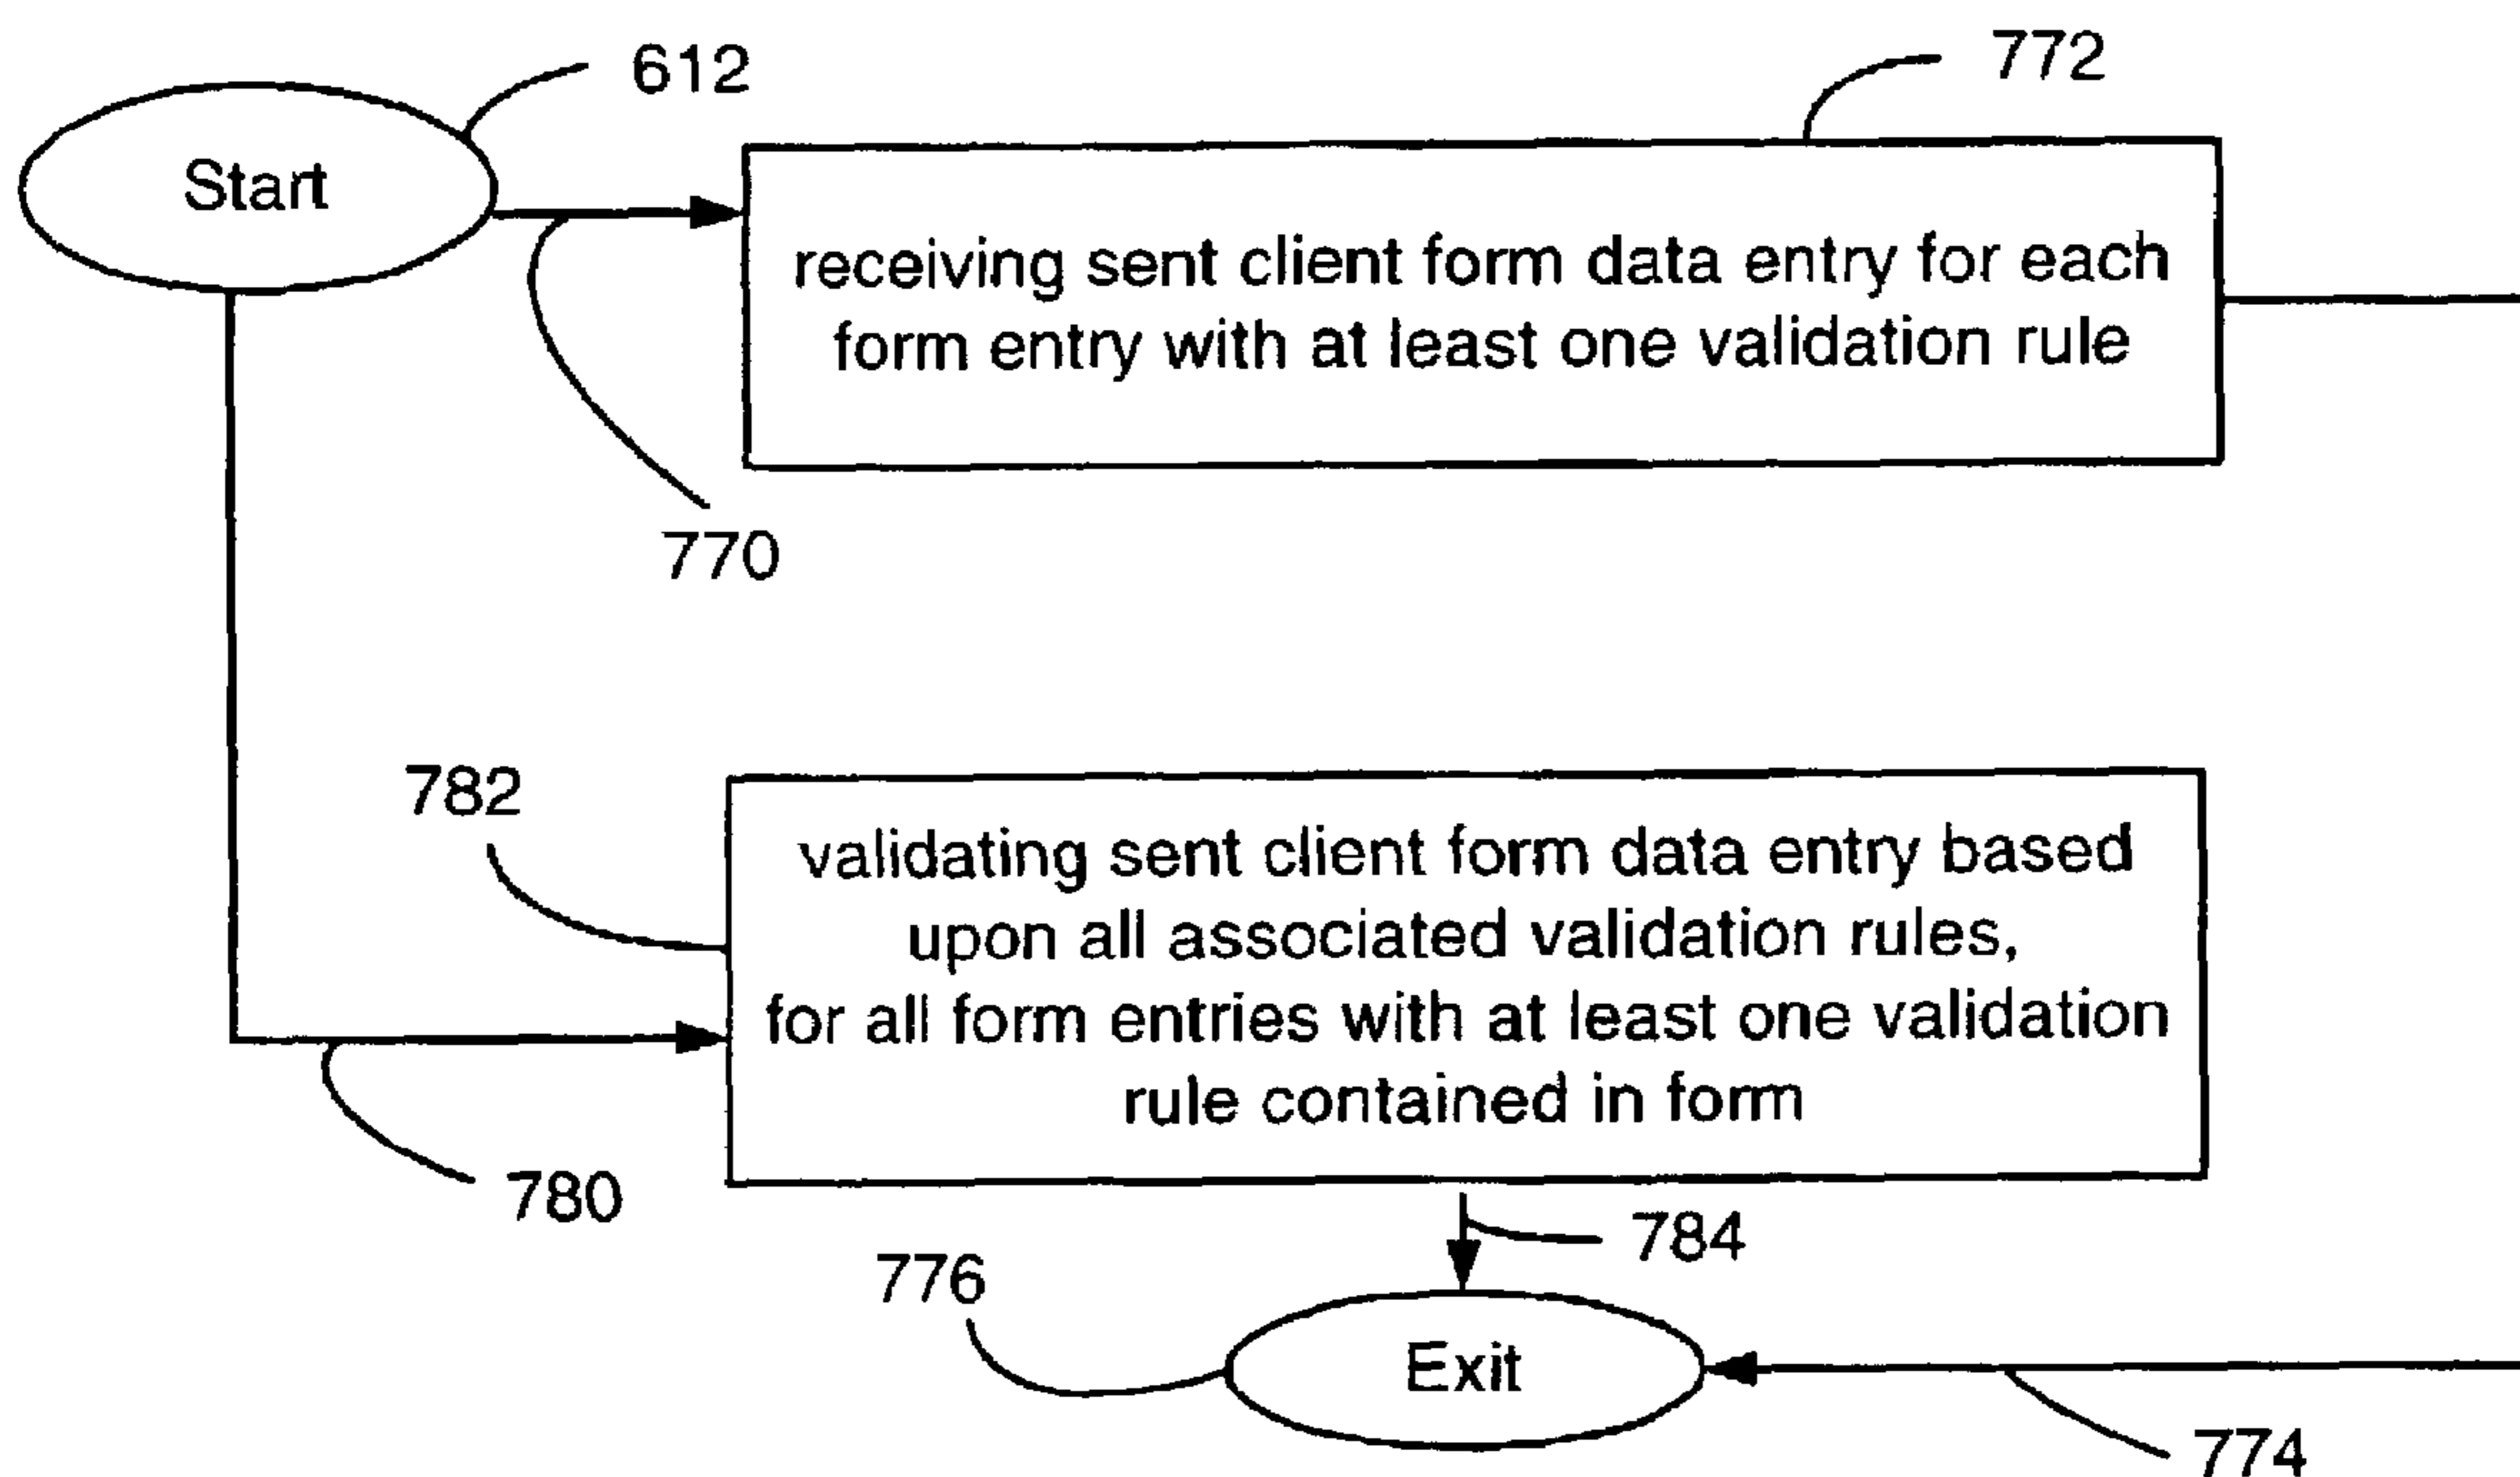 612
772
Start
receiving sent client form data entry for each
form entry with at least one validation rule
770
782
validating sent client form data entry based
upon all associated validation rules,
for all form entries with at least one validation
rule contained in form
780
784
776
Exit
774